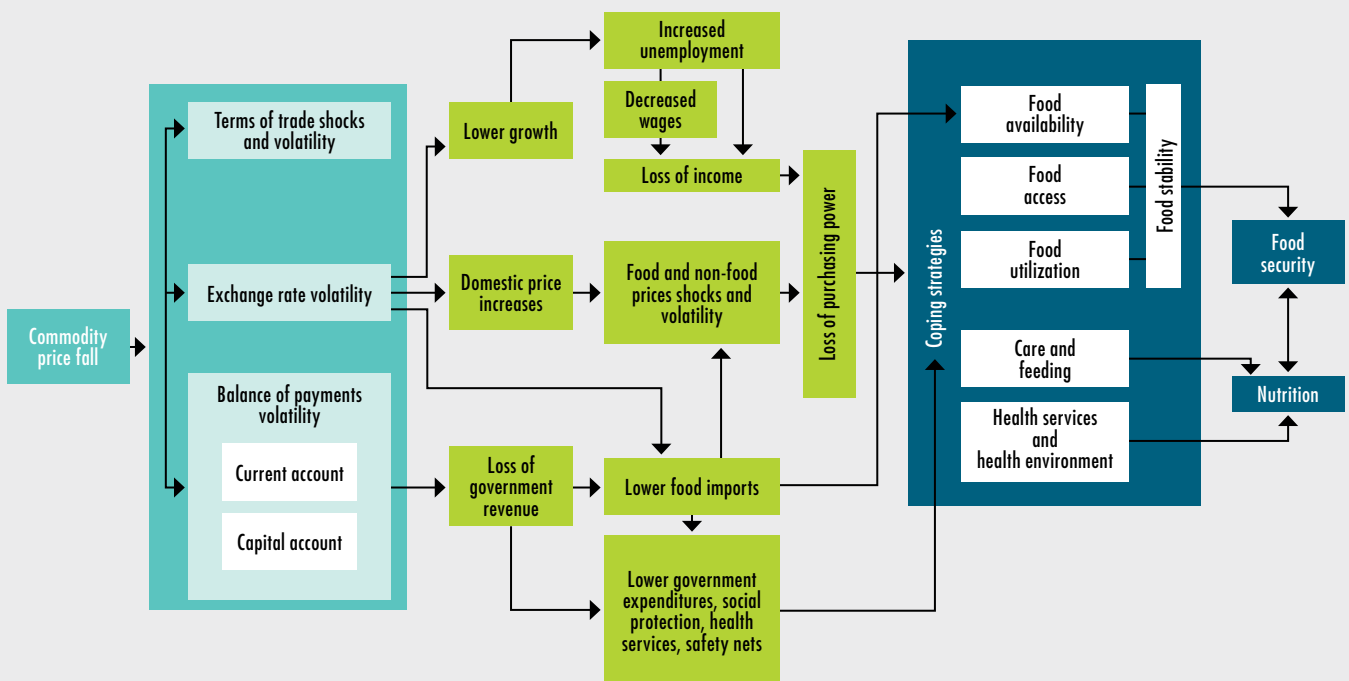 Commodity
price fall
Terms of trade shocks
and volatility
Exchange rate volatility
Balance of payments
volatility
Current account
Capital account
Lower growth
Domestic price
increases
Loss of
government
revenue
Increased
unemployment
Decreased
wages
Loss of income
Food and non-food
prices shocks and
volatility
Lower food imports
Lower government
expenditures, social
protection, health
services, safety nets
Loss of purchasing power
Coping strategies
Food
availability
Food
access
Food
utilization
Food stability
Care and
feeding
Health services
and
health environment
Food
security
Nutrition